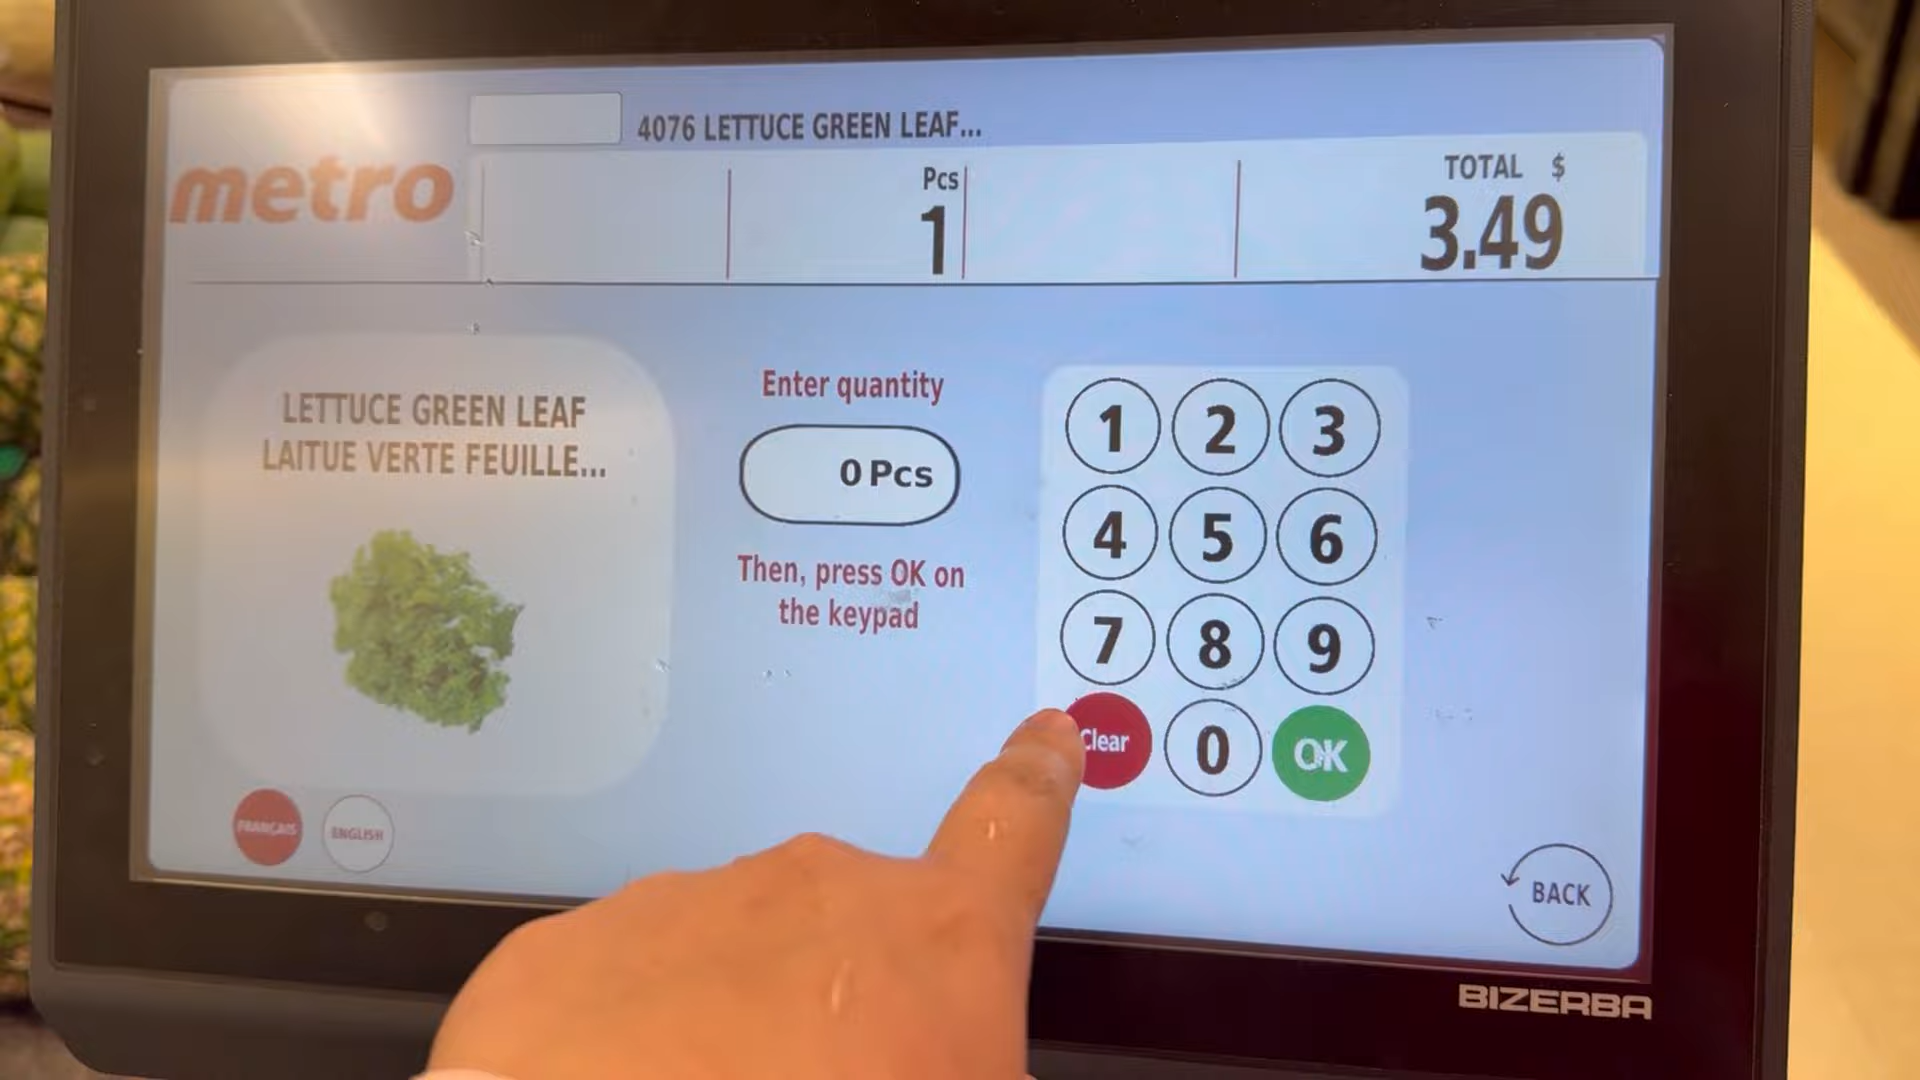 4076 LETTUCE GREEN LEAF...
metro
Pcs
1
TOTAL $
3.49
LETTUCE GREEN LEAF
LAITUE VERTE FEUILLE...
Enter quantity
0 Pcs
Then, press OK on
the keypad
1 2 3
4 5 6
7 8 9
Clear 0 OK
FRANÇAIS ENGLISH
BACK
BIZERBA